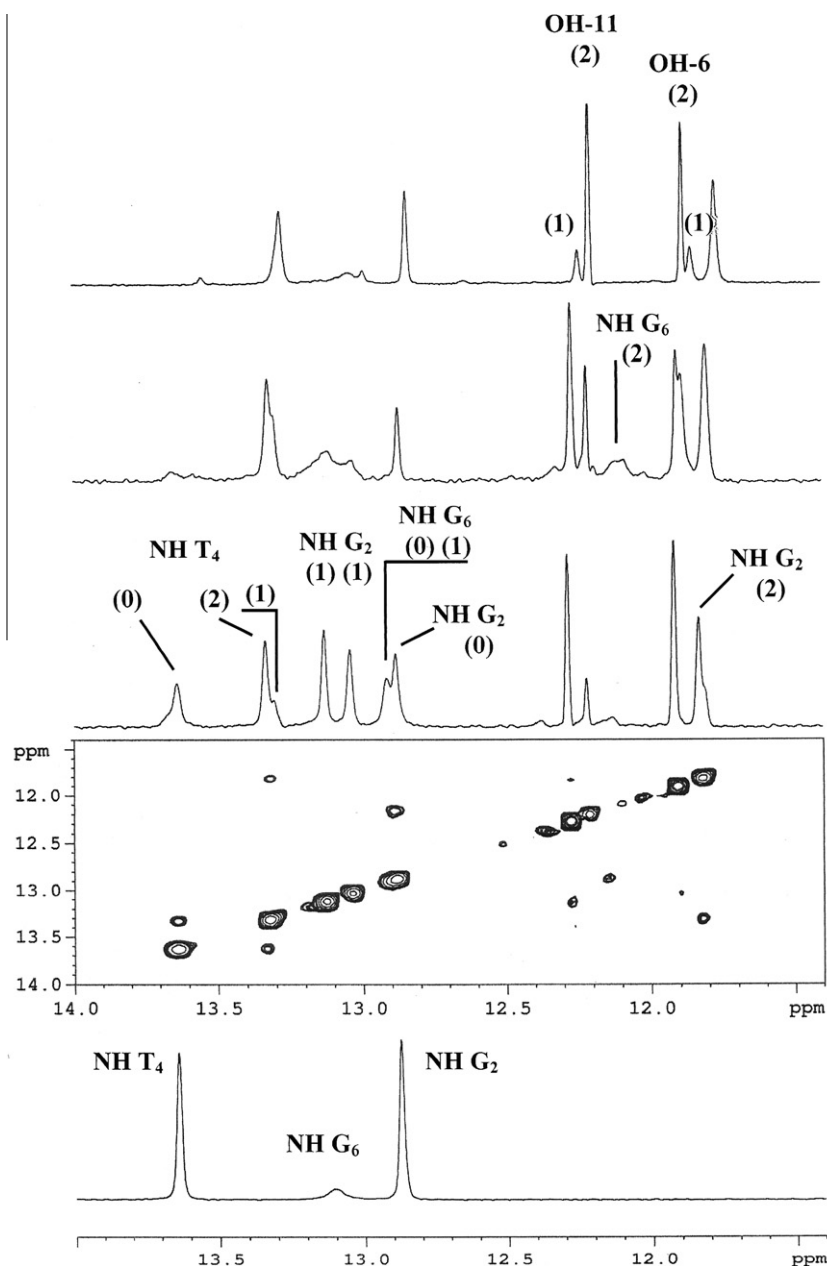 OH-11
(2)
OH-6
(2)
(1)
(1)
NH G6
(2)
NH G6
(0) (1)
NH T4
NH G2
(1) (1)
NH G2
(2)
(0)
(2)
(1)
NH G2
(0)
ppm
12.0
12.5
13.0
13.5
14.0
14.0 13.5 13.0 12.5 12.0 ppm
NH T4
NH G2
NH G6
13.5 13.0 12.5 12.0 ppm